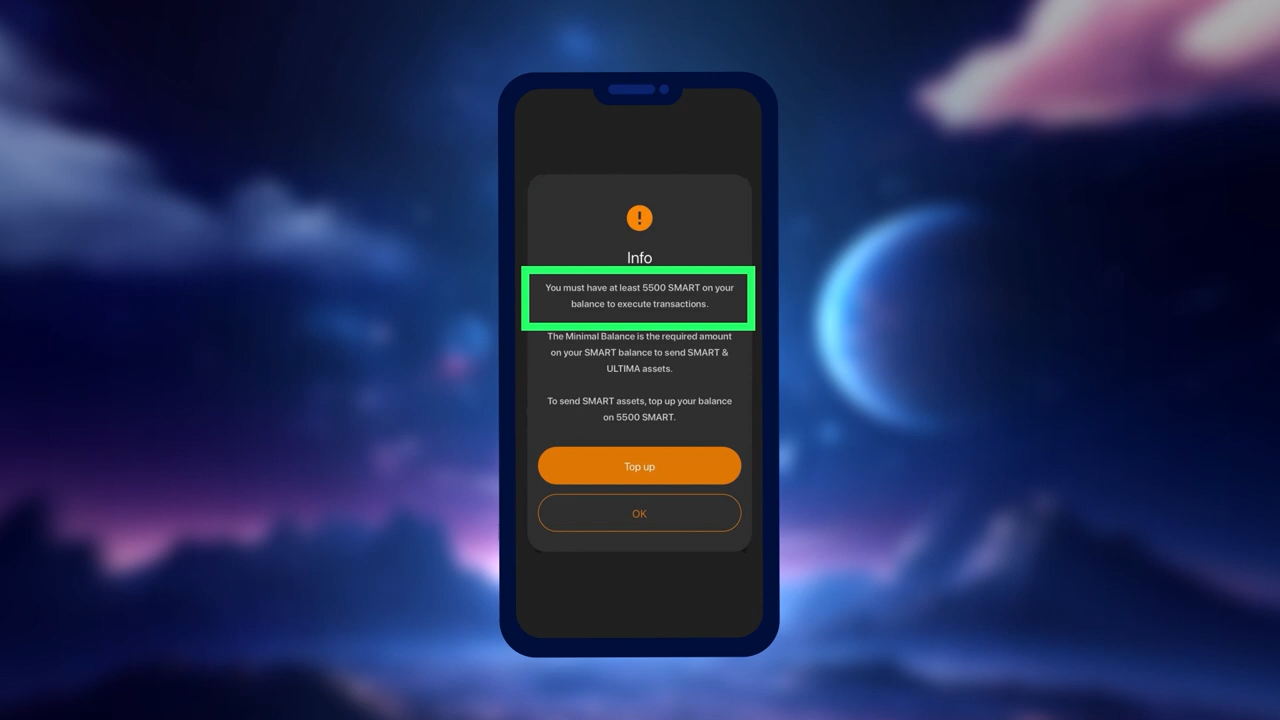 Info
You must have at least 5500 SMART on your
balance to execute transactions.
The Minimal Balance is the required amount
on your SMART balance to send SMART &
ULTIMA assets.
To send SMART assets, top up your balance
on 5500 SMART.
Top up
OK